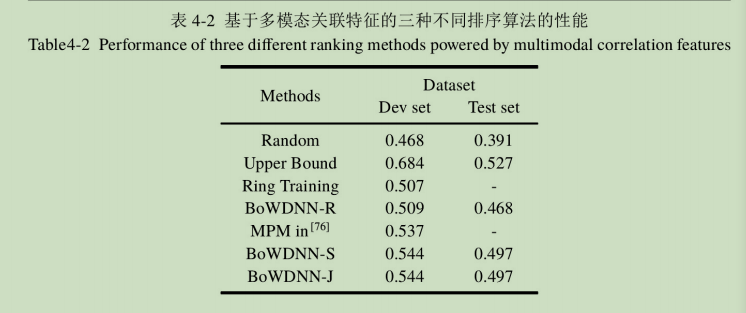 表 4-2 基于多模态关联特征的三种不同排序算法的性能
Table4-2 Performance of three different ranking methods powered by multimodal correlation features
Methods Dataset
Dev set Test set
Random 0.468 0.391
Upper Bound 0.684 0.527
Ring Training 0.507 -
BoWDNN-R 0.509 0.468
MPM in[76] 0.537 -
BoWDNN-S 0.544 0.497
BoWDNN-J 0.544 0.497